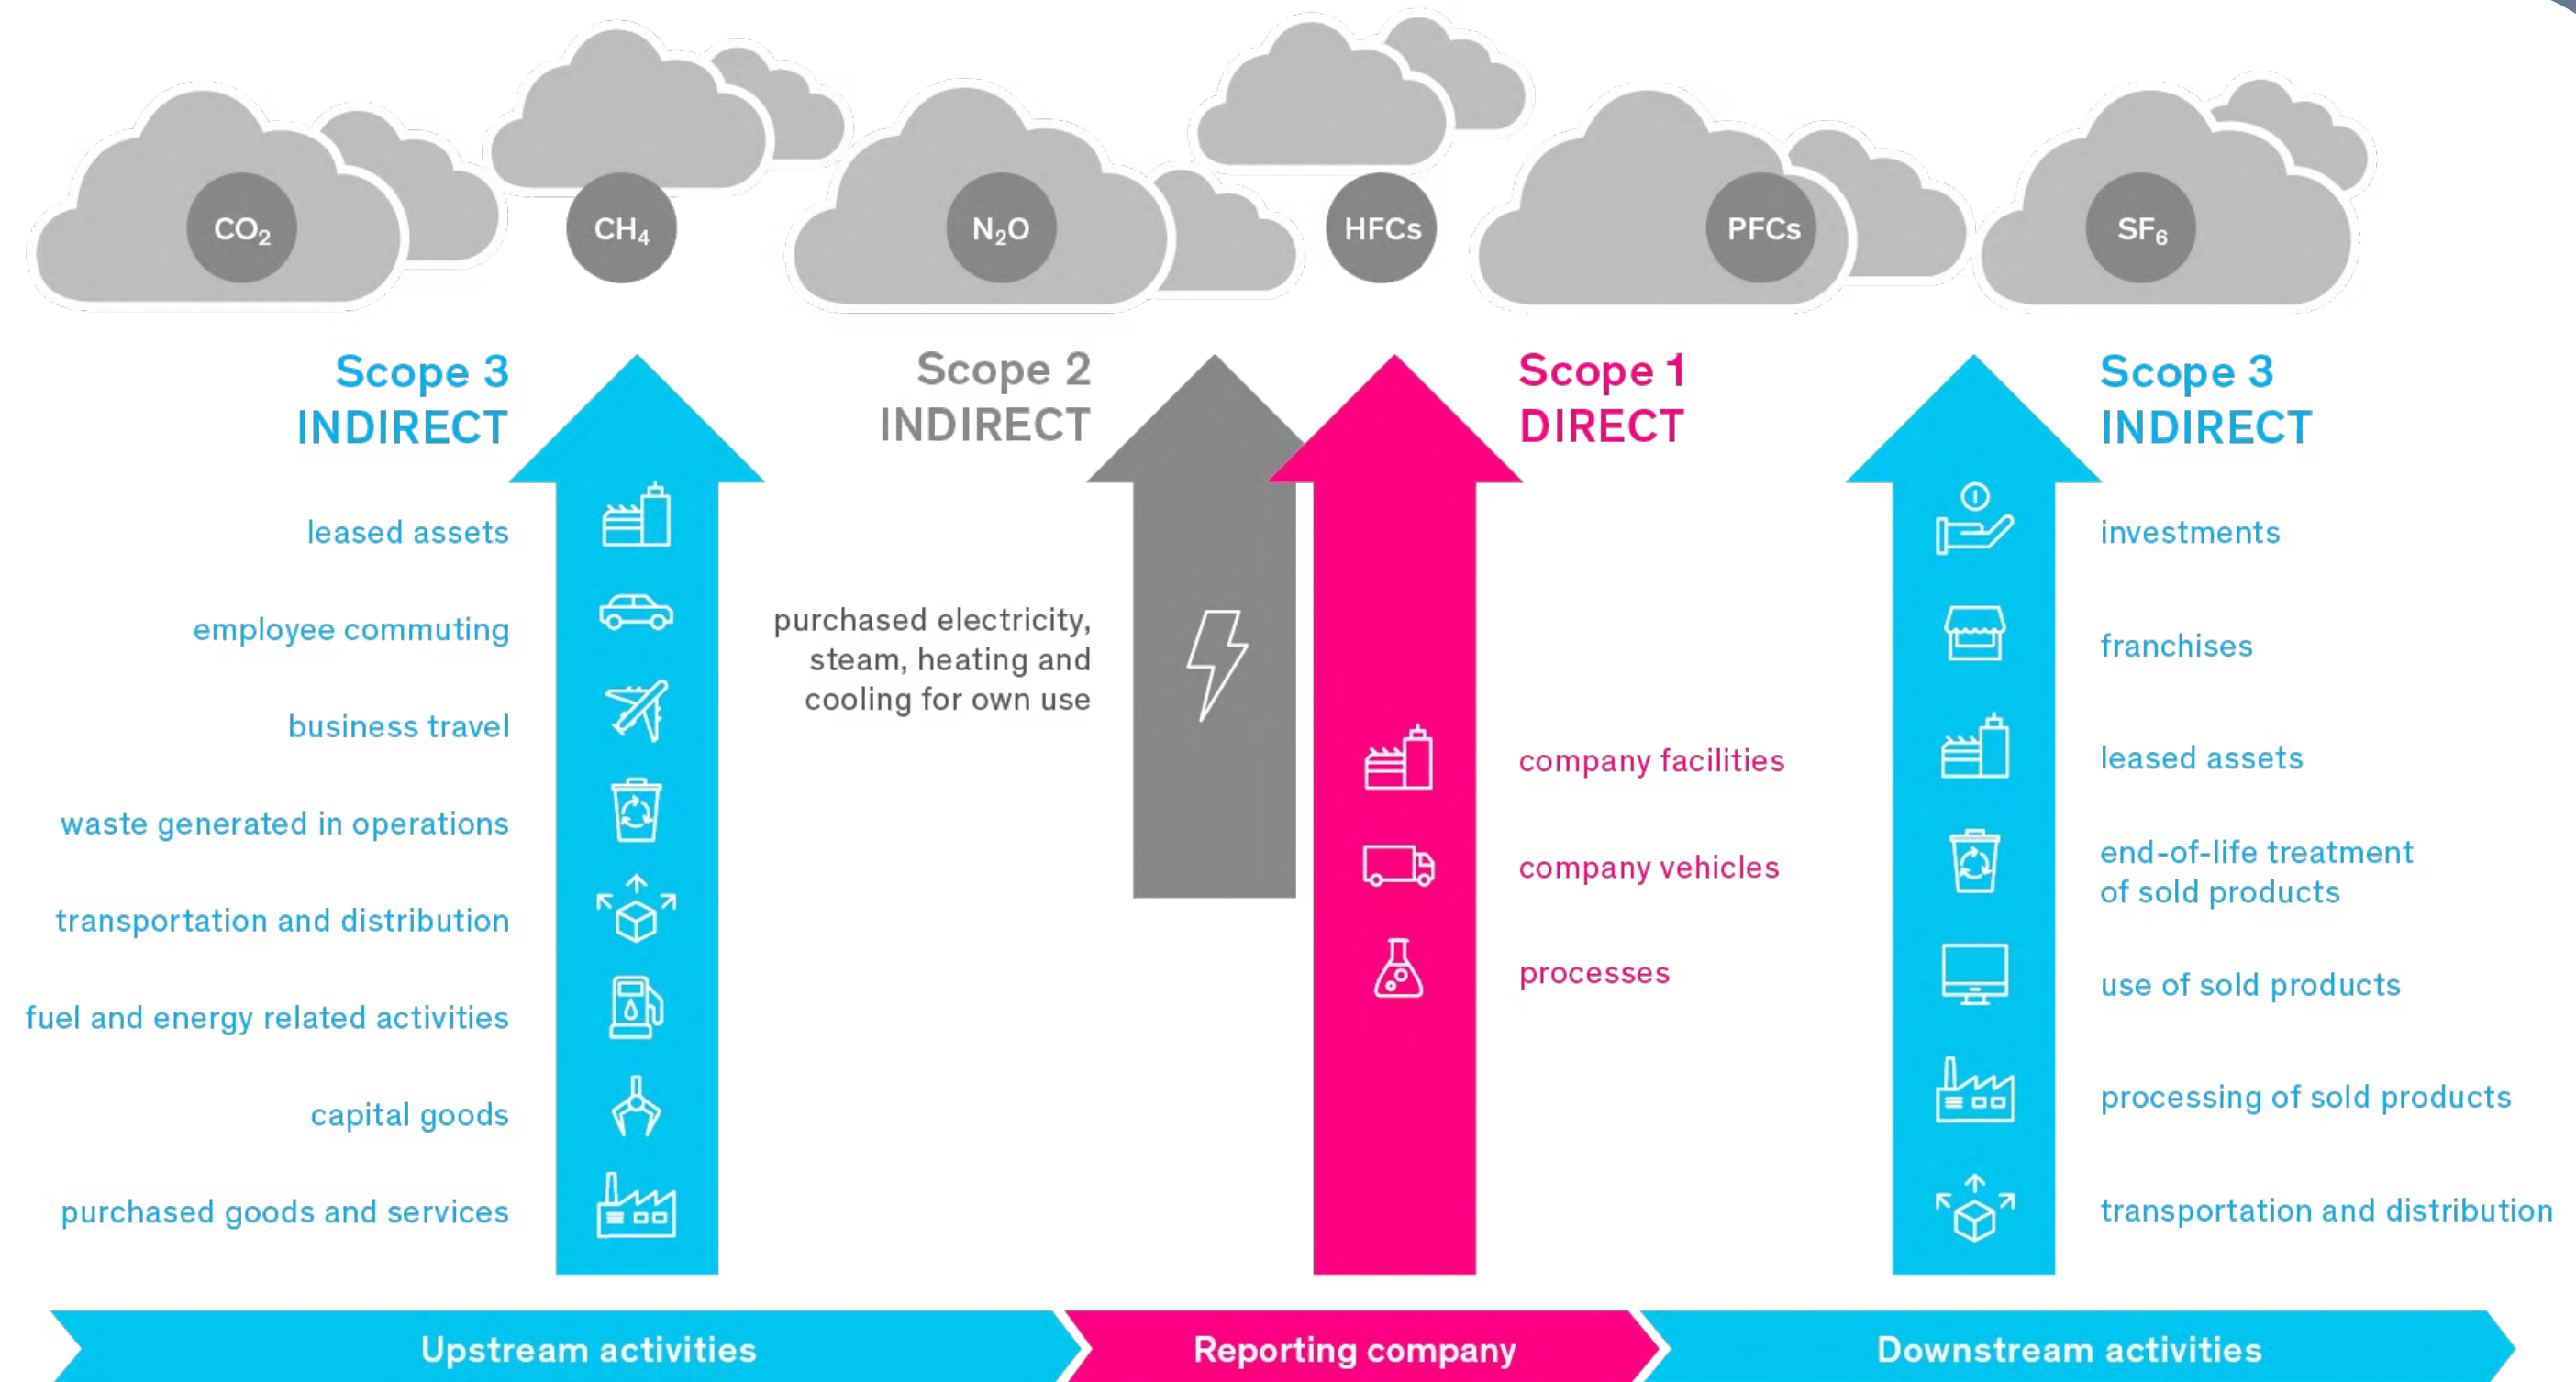 CO₂
CH₄
N₂O
HFCs
PFCs
SF₆
Scope 3
INDIRECT
leased assets
employee commuting
business travel
waste generated in operations
transportation and distribution
fuel and energy related activities
capital goods
purchased goods and services
Scope 2
INDIRECT
purchased electricity,
steam, heating and
cooling for own use
Scope 1
DIRECT
company facilities
company vehicles
processes
Scope 3
INDIRECT
investments
franchises
leased assets
end-of-life treatment
of sold products
use of sold products
processing of sold products
transportation and distribution
Upstream activities
Reporting company
Downstream activities